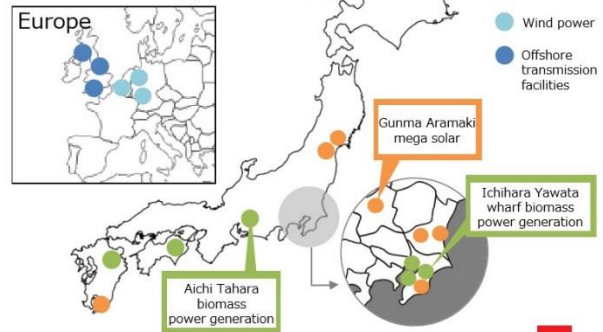 Europe
Wind power
Offshore
transmission
facilities
Gunma Aramaki
mega solar
Ichihara Yawata
wharf biomass
power generation
Aichi Tahara
biomass
power generation